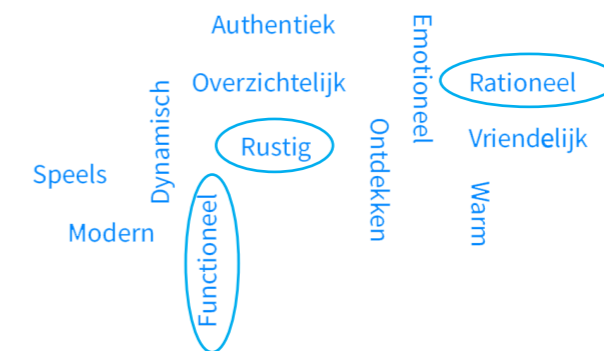 Authentiek
Emotioneel
Overzichtelijk
Rationeel
Dynamisch
Rustig
Ontdekken
Vriendelijk
Speels
Warm
Modern
Functioneel